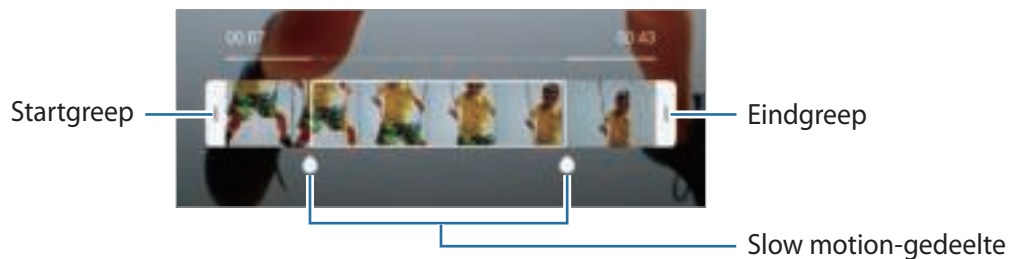 00:07
00:43
Startgreep
Eindgreep
Slow motion-gedeelte